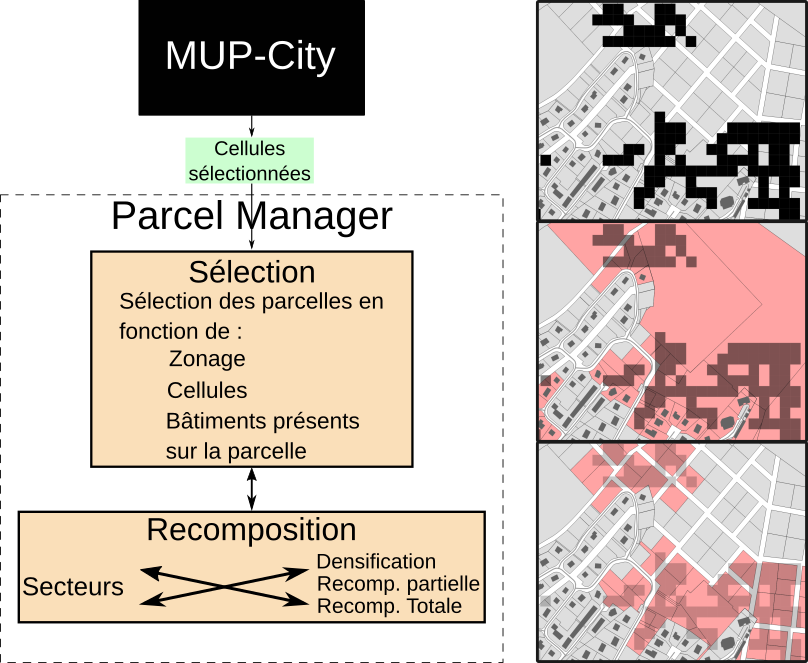 MUP-City
Cellules
sélectionnées
Parcel Manager
Sélection
Sélection des parcelles en
fonction de :
Zonage
Cellules
Bâtiments présents
sur la parcelle
Recomposition
Secteurs
Densification
Recomp. partielle
Recomp. Totale